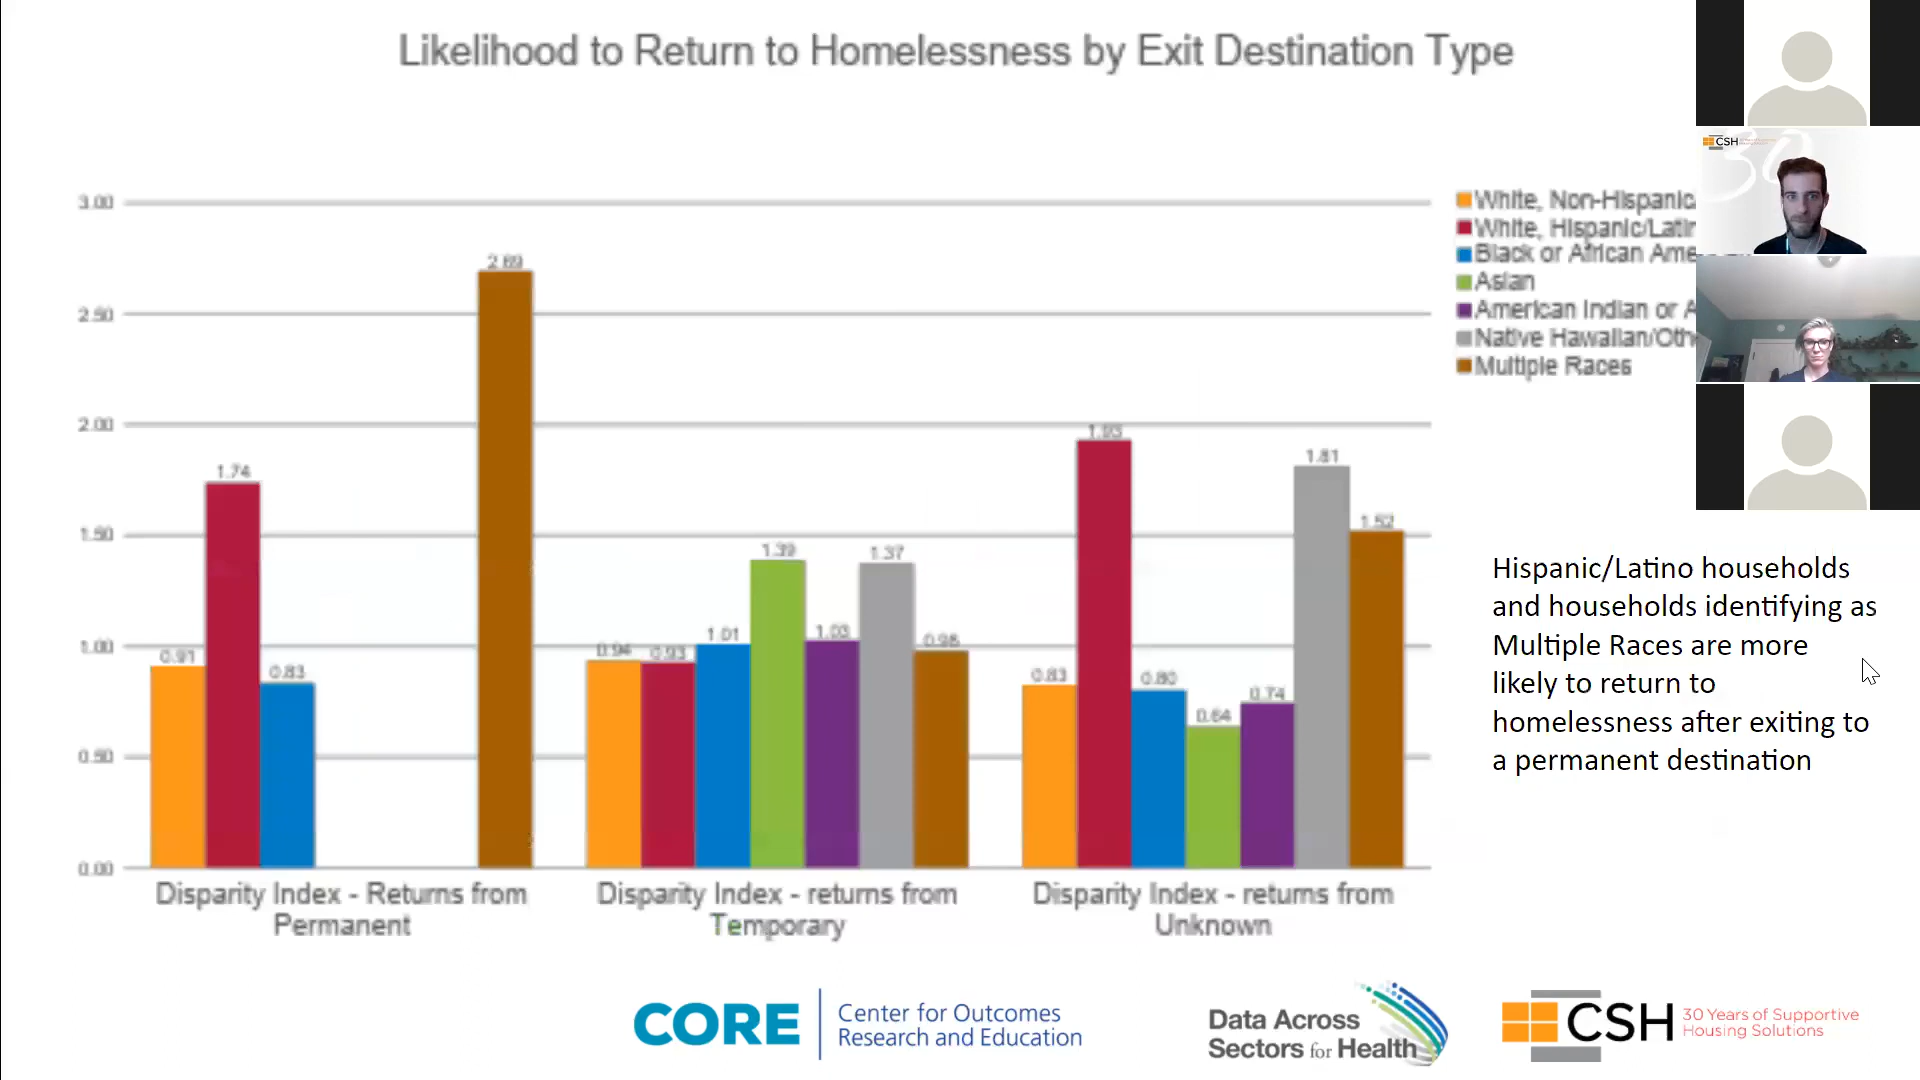 Likelihood to Return to Homelessness by Exit Destination Type
3.00
2.50
2.00
1.50
1.00
0.50
0.00
0.91
1.74
0.83
2.69
0.94
0.93
1.01
1.39
1.03
1.37
0.98
0.83
1.93
0.80
0.64
0.74
1.81
1.52
Disparity Index - Returns from
Permanent
Disparity Index - returns from
Temporary
Disparity Index - returns from
Unknown
White, Non-Hispanic/
White, Hispanic/Latin
Black or African Ame
Asian
American Indian or A
Native Hawaiian/Oth
Multiple Races
CSH
30
Hispanic/Latino households
and households identifying as
Multiple Races are more
likely to return to
homelessness after exiting to
a permanent destination
CORE
Center for Outcomes
Research and Education
Data Across
Sectors for Health
CSH
30 Years of Supportive
Housing Solutions